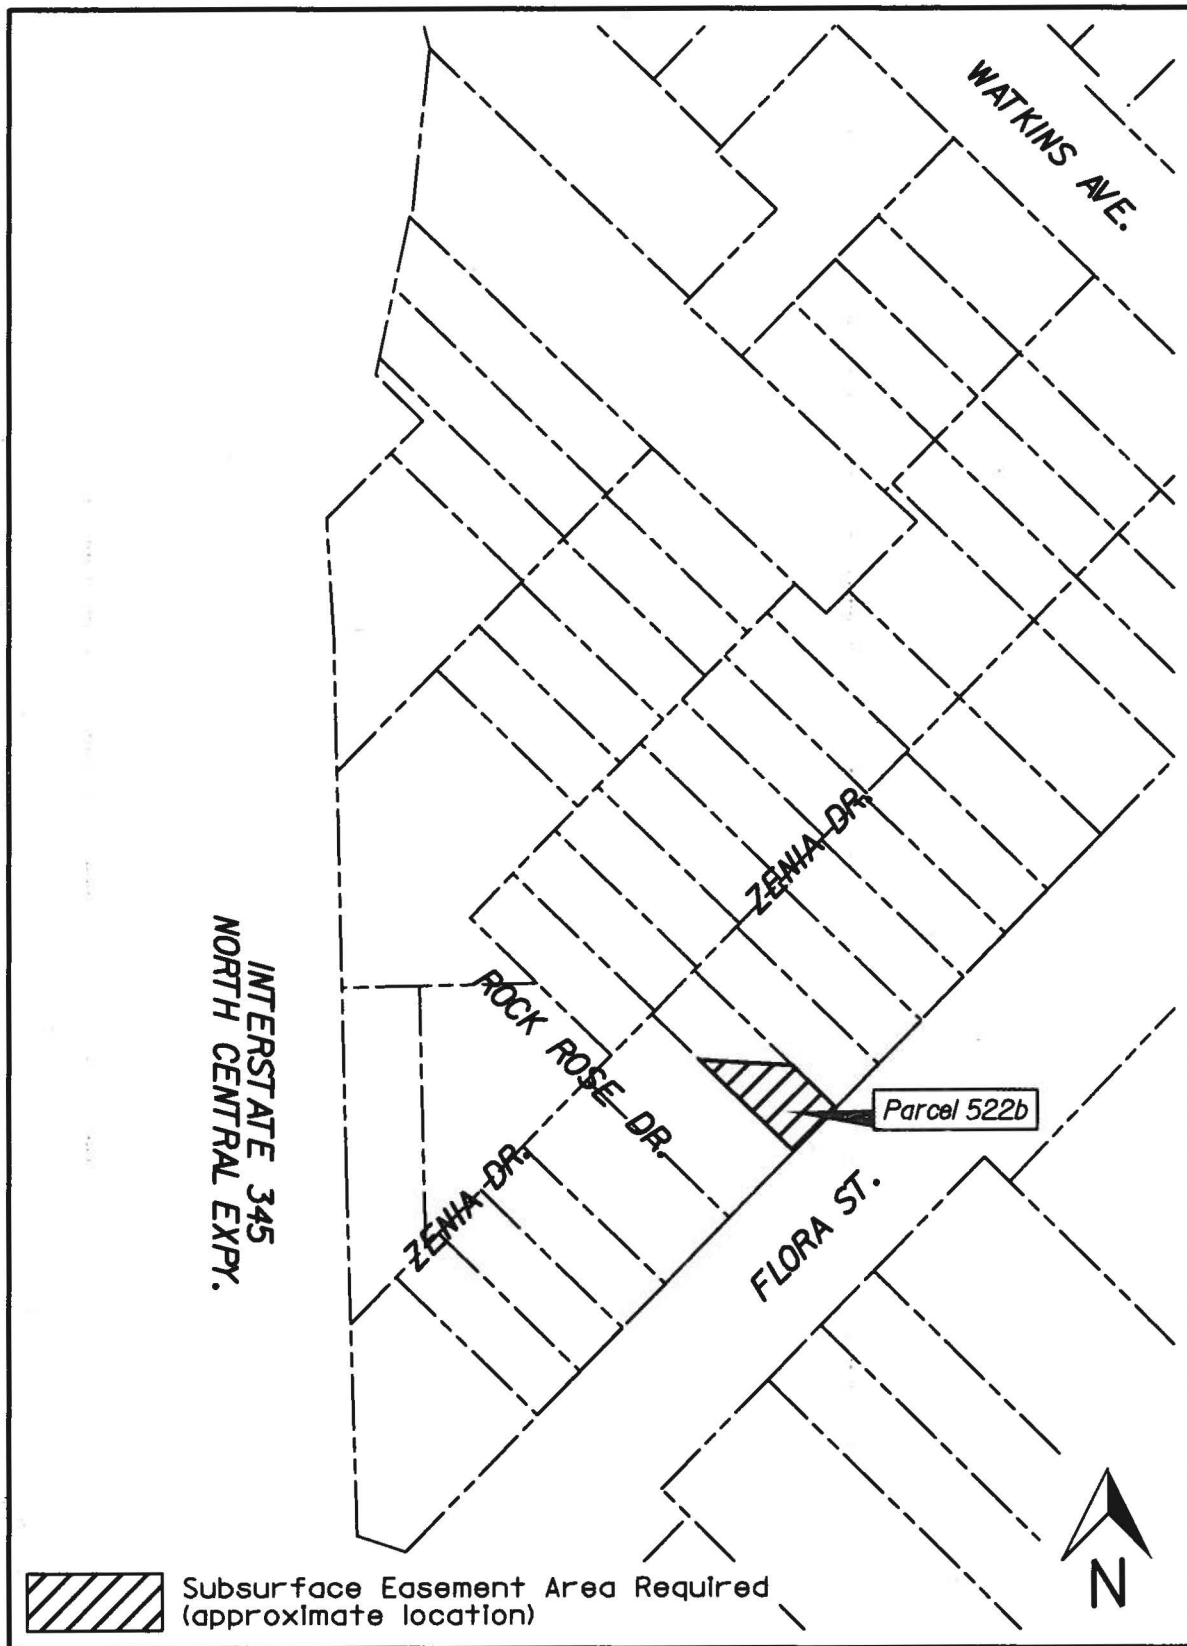 WATKINS AVE.
ZENIA DR.
ROCK ROSE DR.
INTERSTATE 345
NORTH CENTRAL EXPY.
Parcel 522b
ZENIA DR.
FLORA ST.
N
Subsurface Easement Area Required
(approximate location)